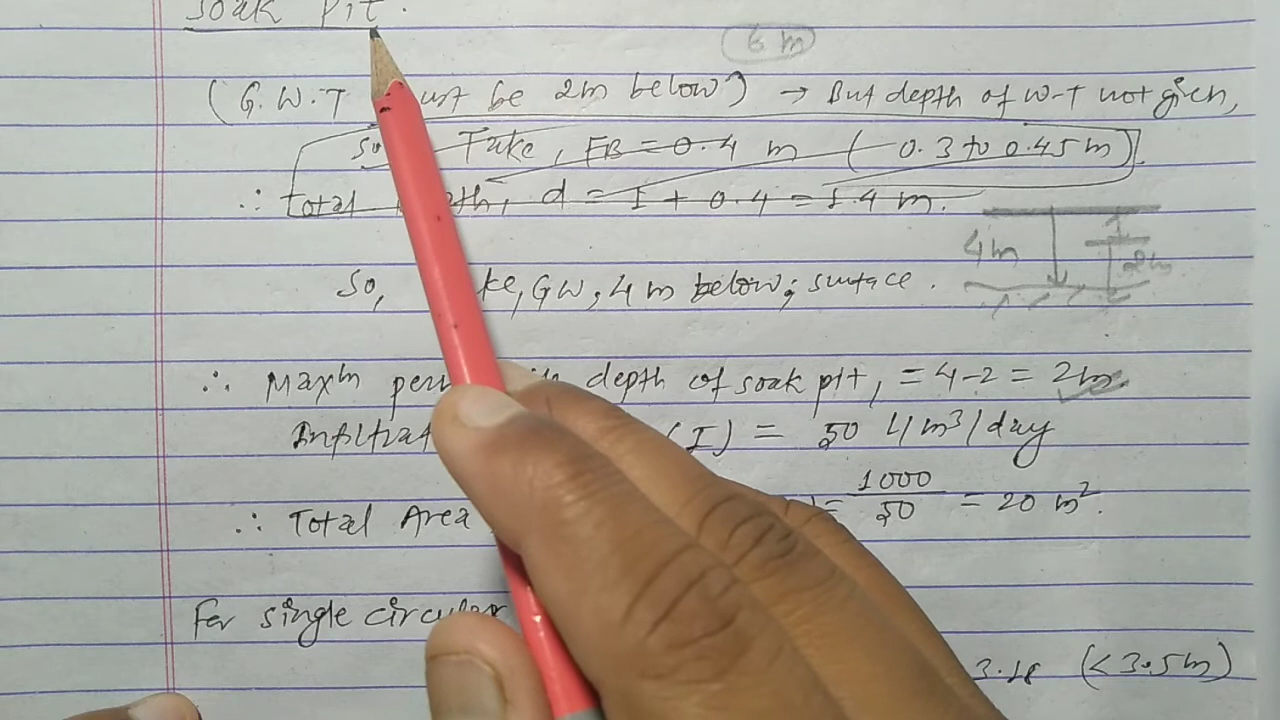 Soak Pit.
6 m
(G.W.T ust be 2m below) → But depth of W.T not given,
So Take, FB = 0.4 m (0.3 to 0.45m)
∴ total th, d = 1 + 0.4 = 1.4 m.
4m
2m
So, ke, GW, 4 m below; surface.
∴ Maxm depth of soak pit, = 4-2 = 2m.
(I) = 50 l/m³/day
∴ Total Area = 1000/50 = 20 m².
For single circular
3.18 (<3.5m)